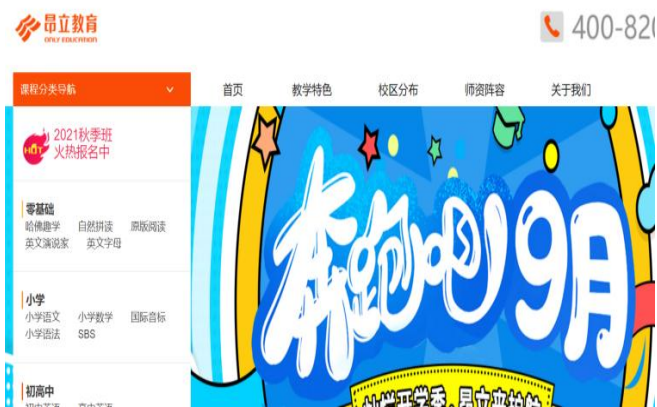 昂立教育
ONLY EDUCATION
400-820
课程分类导航
首页 教学特色 校区分布 师资阵容 关于我们
2021秋季班
HOT 火热报名中
零基础
哈佛趣学 自然拼读 原版阅读
英文演说家 英文字母
小学
小学语文 小学数学 国际音标
小学语法 SBS
初高中
奔跑吧9月